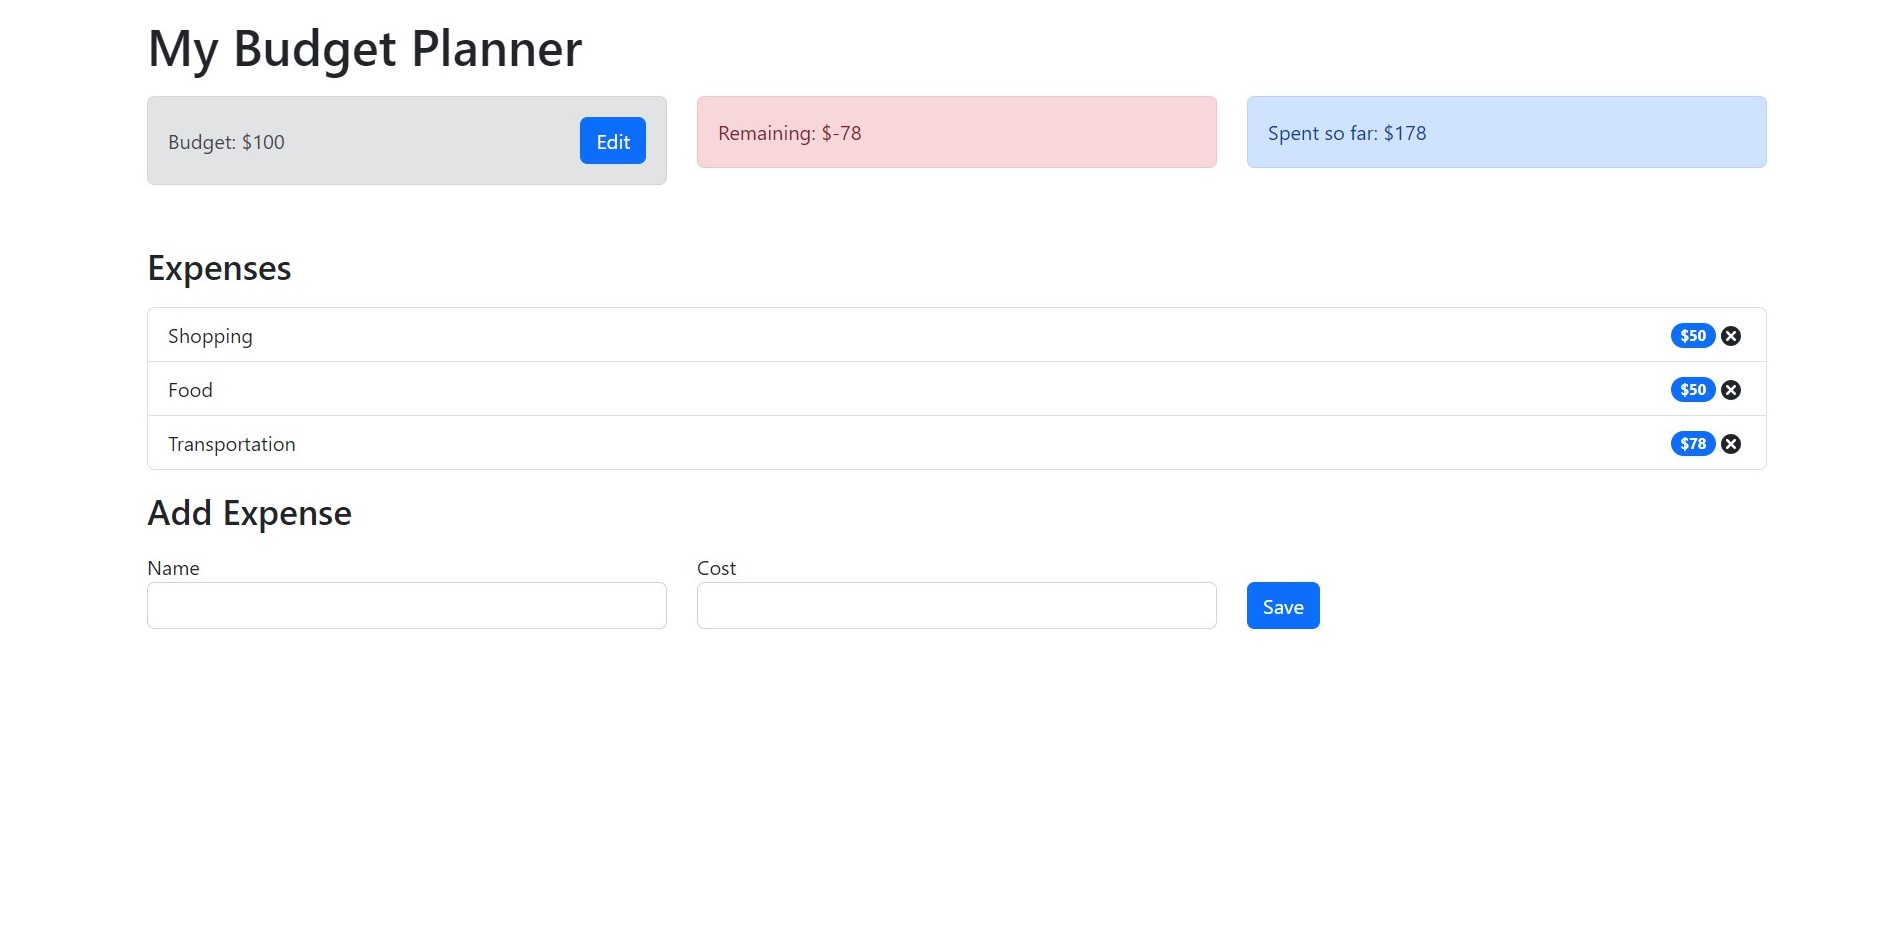 My Budget Planner
Budget: $100
Edit
Remaining: $-78
Spent so far: $178
Expenses
Shopping $50
Food $50
Transportation $78
Add Expense
Name
Cost
Save